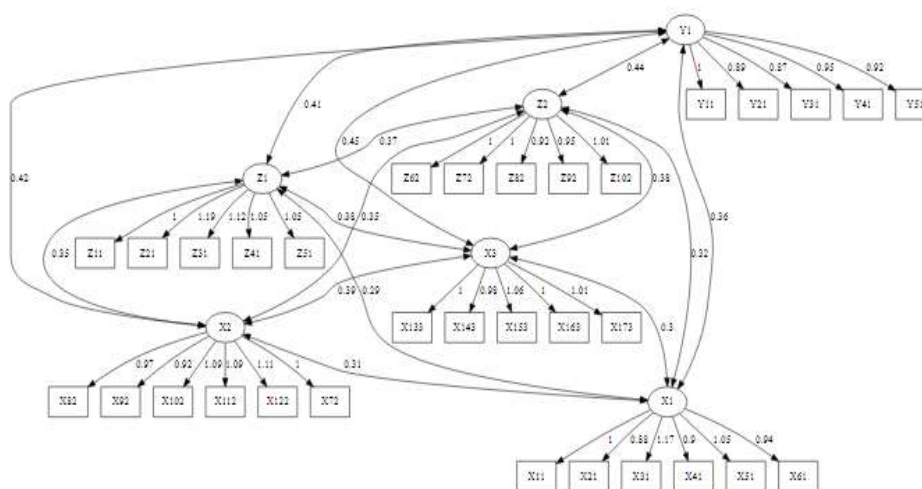 Y1
0.44
1
0.89
0.87
0.95
0.92
Y11
Y21
Y31
Y41
Y51
0.41
Z2
0.45
0.37
1
1
0.92
0.95
1.01
0.42
Z1
Z62
Z72
Z82
Z92
Z102
0.38
0.36
1
1.19
1.12
1.05
1.05
0.38
0.35
0.35
0.32
Z11
Z21
Z31
Z41
Z51
X3
0.39
0.29
1
0.98
1.06
1
1.01
0.3
X2
X133
X143
X153
X163
X173
0.97
0.92
1.09
1.09
1.11
1
0.31
X82
X92
X102
X112
X122
X72
X1
1
0.88
1.17
0.9
1.05
0.94
X11
X21
X31
X41
X51
X61